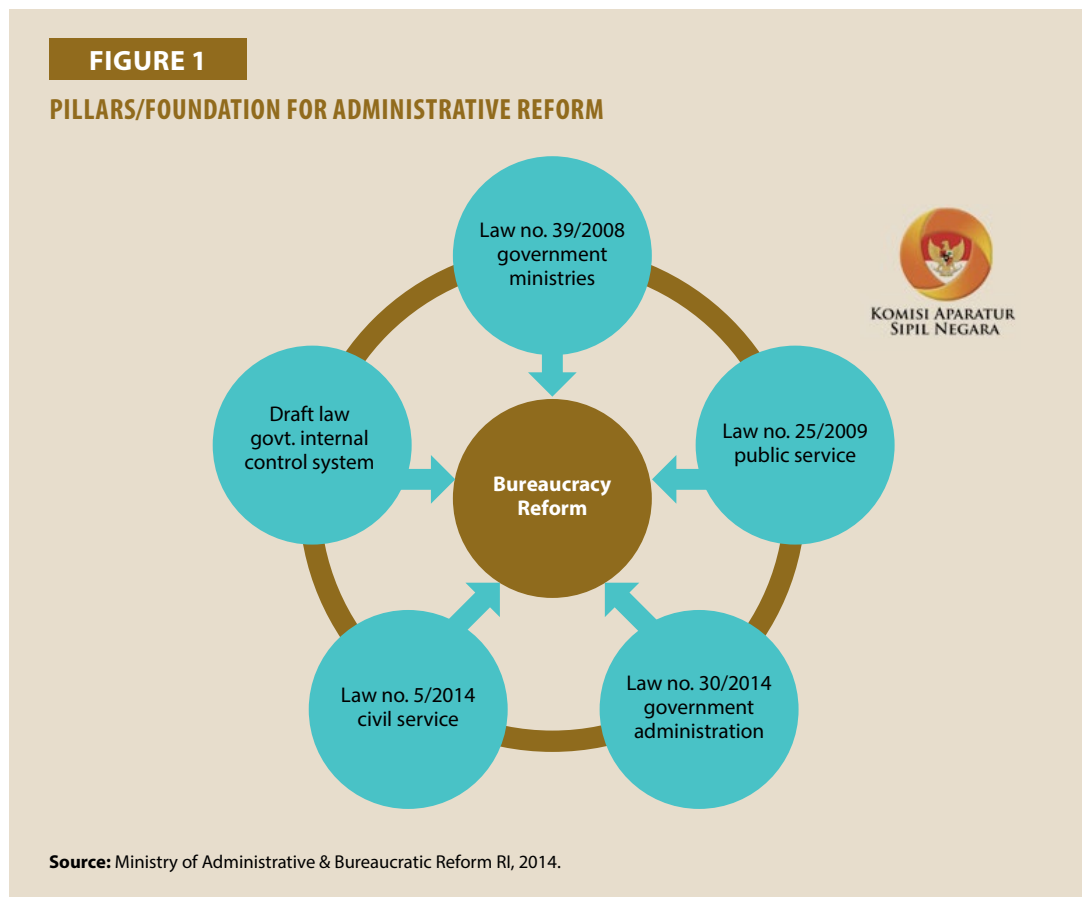 FIGURE 1
PILLARS/FOUNDATION FOR ADMINISTRATIVE REFORM
Law no. 39/2008
government
ministries
KOMISI APARATUR
SIPIL NEGARA
Draft law
govt. internal
control system
Law no. 25/2009
public service
Bureaucracy
Reform
Law no. 5/2014
civil service
Law no. 30/2014
government
administration
Source: Ministry of Administrative & Bureaucratic Reform RI, 2014.